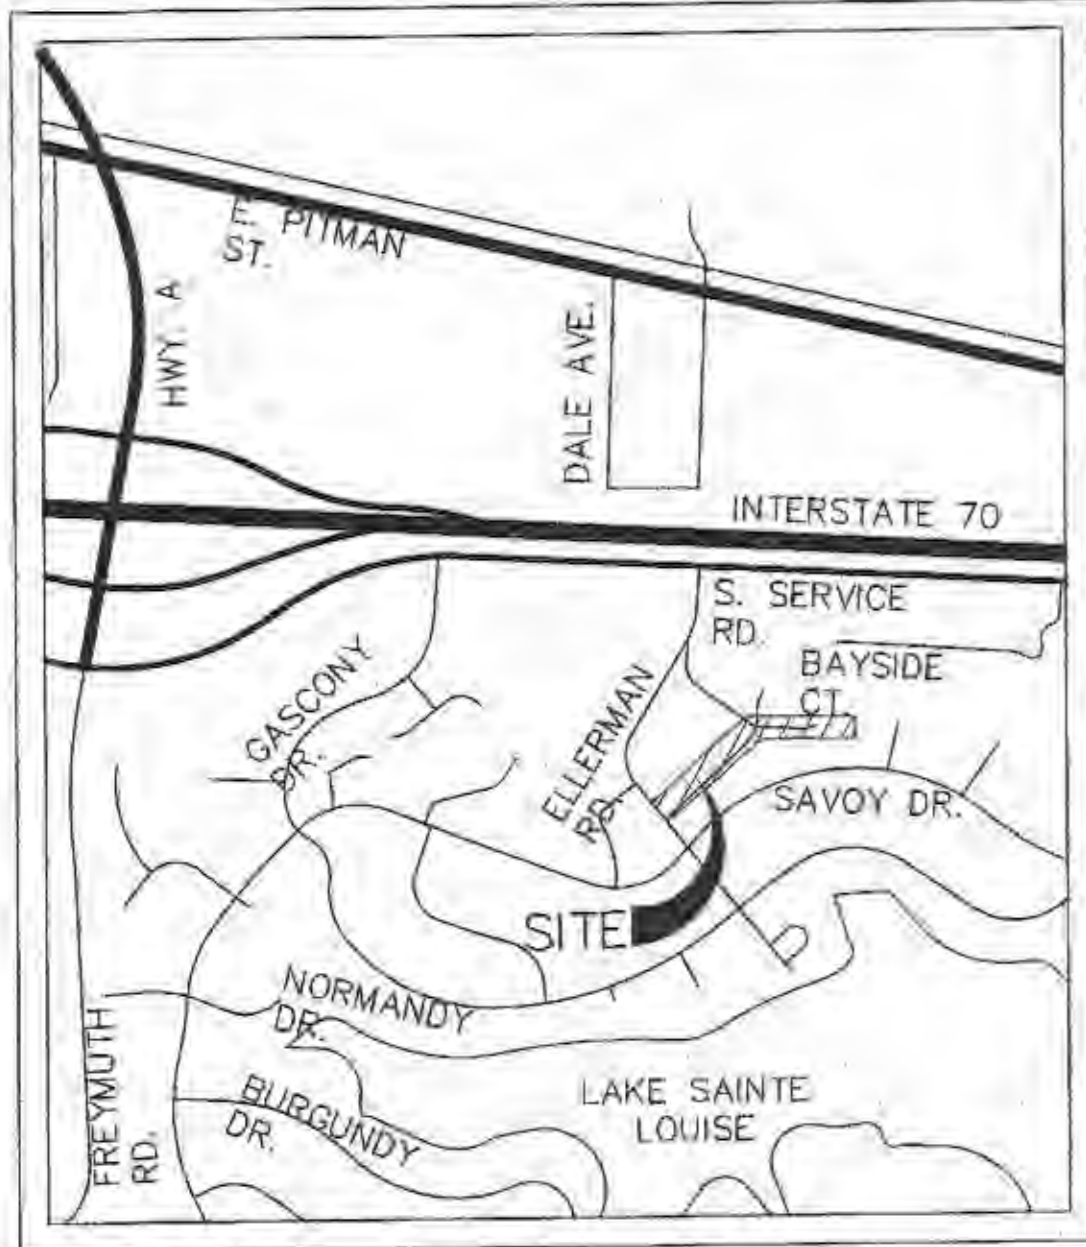 E. PITMAN
ST.
HWY. A
DALE AVE.
INTERSTATE 70
S. SERVICE
RD.
BAYSIDE
CT.
GASCONY
DR.
ELLERMAN
RD.
SAVOY DR.
SITE
NORMANDY
DR.
FREYMUTH
RD.
BURGUNDY
DR.
LAKE SAINTE
LOUISE